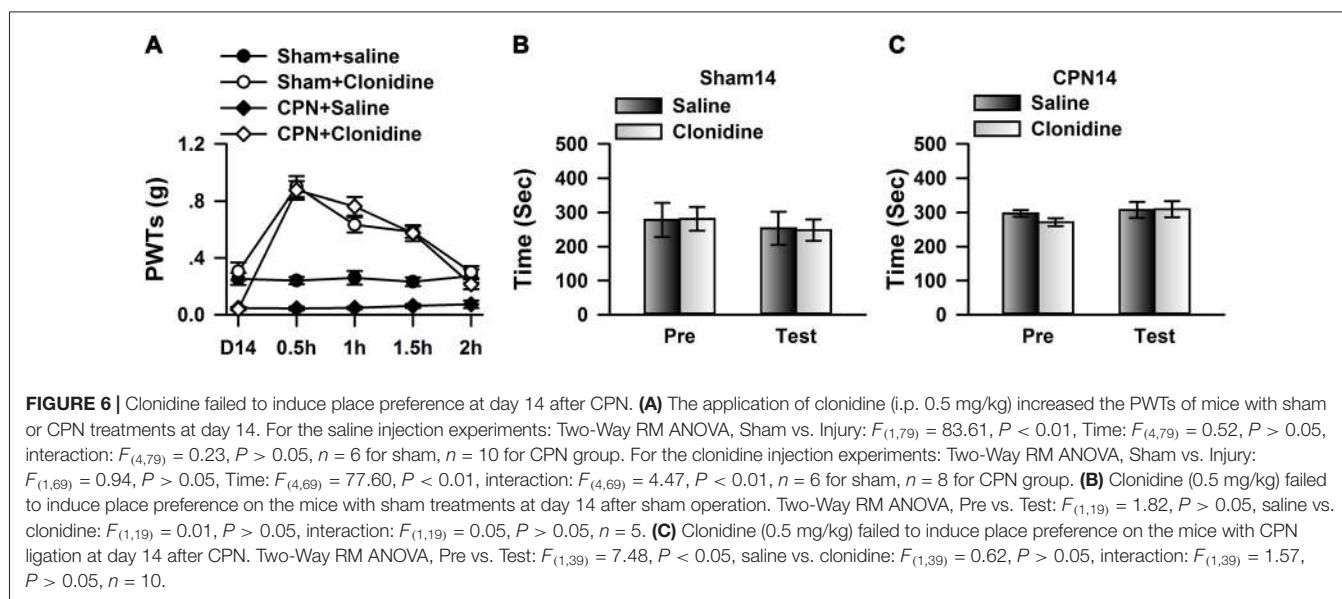 A
Sham+saline
Sham+Clonidine
CPN+Saline
CPN+Clonidine
PWTs (g)
1.2
.8
.4
0.0
D14 0.5h 1h 1.5h 2h
B
Sham14
Saline
Clonidine
Time (Sec)
500
400
300
200
100
0
Pre Test
C
CPN14
Saline
Clonidine
Time (Sec)
500
400
300
200
100
0
Pre Test
FIGURE 6 | Clonidine failed to induce place preference at day 14 after CPN. (A) The application of clonidine (i.p. 0.5 mg/kg) increased the PWTs of mice with sham
or CPN treatments at day 14. For the saline injection experiments: Two-Way RM ANOVA, Sham vs. Injury: F(1,79) = 83.61, P < 0.01, Time: F(4,79) = 0.52, P > 0.05,
interaction: F(4,79) = 0.23, P > 0.05, n = 6 for sham, n = 10 for CPN group. For the clonidine injection experiments: Two-Way RM ANOVA, Sham vs. Injury:
F(1,69) = 0.94, P > 0.05, Time: F(4,69) = 77.60, P < 0.01, interaction: F(4,69) = 4.47, P < 0.01, n = 6 for sham, n = 8 for CPN group. (B) Clonidine (0.5 mg/kg) failed
to induce place preference on the mice with sham treatments at day 14 after sham operation. Two-Way RM ANOVA, Pre vs. Test: F(1,19) = 1.82, P > 0.05, saline vs.
clonidine: F(1,19) = 0.01, P > 0.05, interaction: F(1,19) = 0.05, P > 0.05, n = 5. (C) Clonidine (0.5 mg/kg) failed to induce place preference on the mice with CPN
ligation at day 14 after CPN. Two-Way RM ANOVA, Pre vs. Test: F(1,39) = 7.48, P < 0.05, saline vs. clonidine: F(1,39) = 0.62, P > 0.05, interaction: F(1,39) = 1.57,
P > 0.05, n = 10.